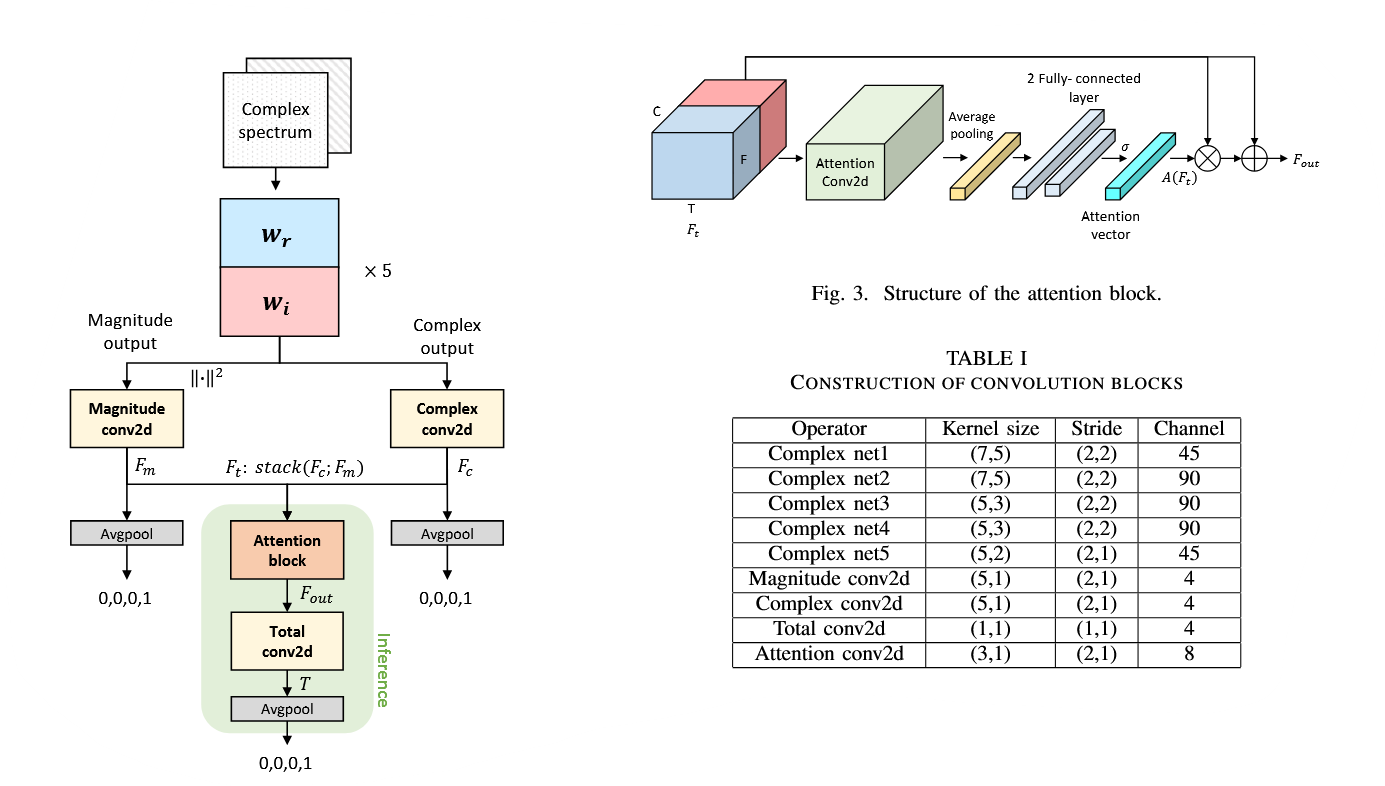 Complex
spectrum
w_r
w_i
× 5
Magnitude
output
Complex
output
‖·‖²
Magnitude
conv2d
Complex
conv2d
F_m
F_t: stack(F_c; F_m)
F_c
Avgpool
Attention
block
Avgpool
0,0,0,1
F_out
0,0,0,1
Total
conv2d
Inference
T
Avgpool
0,0,0,1
C
F
T
F_t
Attention
Conv2d
Average
pooling
2 Fully- connected
layer
σ
A(F_t)
Attention
vector
F_out
Fig. 3. Structure of the attention block.
TABLE I
CONSTRUCTION OF CONVOLUTION BLOCKS
Operator Kernel size Stride Channel
Complex net1 (7,5) (2,2) 45
Complex net2 (7,5) (2,2) 90
Complex net3 (5,3) (2,2) 90
Complex net4 (5,3) (2,2) 90
Complex net5 (5,2) (2,1) 45
Magnitude conv2d (5,1) (2,1) 4
Complex conv2d (5,1) (2,1) 4
Total conv2d (1,1) (1,1) 4
Attention conv2d (3,1) (2,1) 8